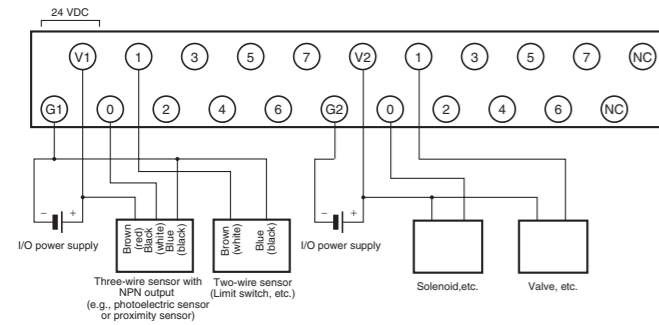 24 VDC
V1 1 3 5 7 V2 1 3 5 7 NC
G1 0 2 4 6 G2 0 2 4 6 NC
− +
I/O power supply
Brown
(red)
Black
(white)
Blue
(black)
Three-wire sensor with
NPN output
(e.g., photoelectric sensor
or proximity sensor)
Brown
(white)
Blue
(black)
Two-wire sensor
(Limit switch, etc.)
− +
I/O power supply
Solenoid,etc.
Valve, etc.